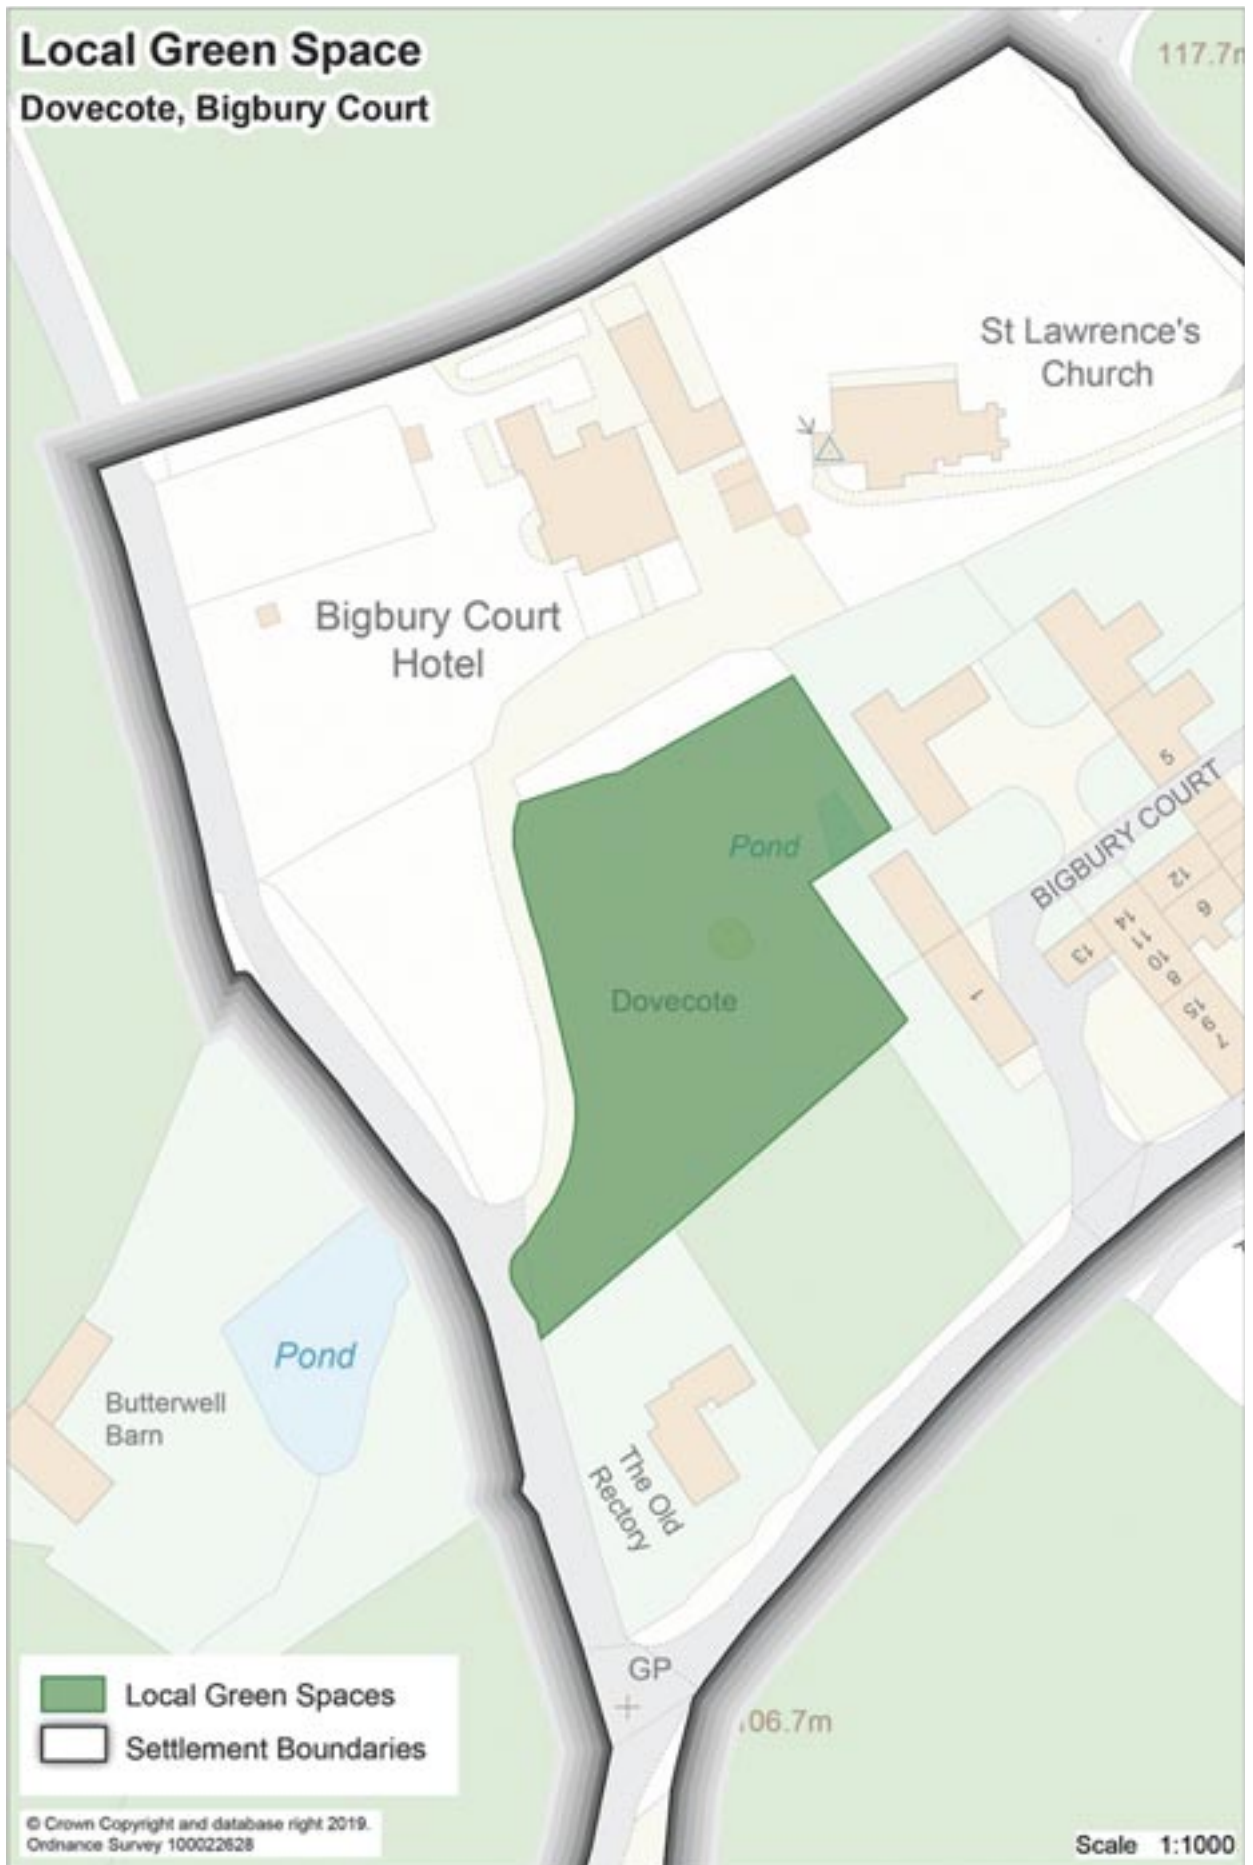 Local Green Space
Dovecote, Bigbury Court
St Lawrence's
Church
Bigbury Court
Hotel
5
BIGBURY COURT
Pond
12
6
14
11
10
8
13
15
9
7
1
Dovecote
Pond
Butterwell
Barn
The Old
Rectory
GP
06.7m
Local Green Spaces
Settlement Boundaries
© Crown Copyright and database right 2019.
Ordnance Survey 100022628
Scale 1:1000